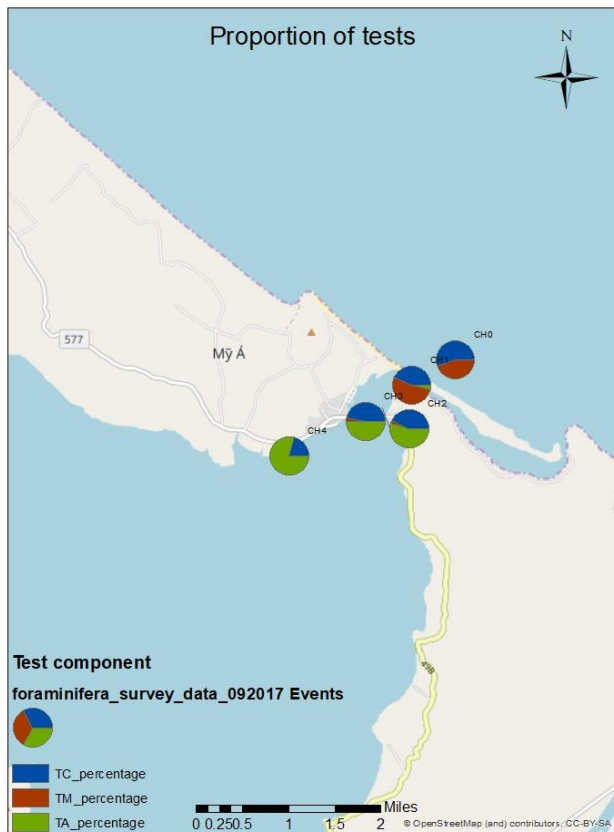 Proportion of tests
N
CH0
CH1
577
Mỹ Á
CH3
CH2
CH4
498
Test component
foraminifera_survey_data_092017 Events
TC_percentage
TM_percentage
TA_percentage
Miles
0 0.250.5 1 1.5 2
© OpenStreetMap (and) contributors, CC-BY-SA